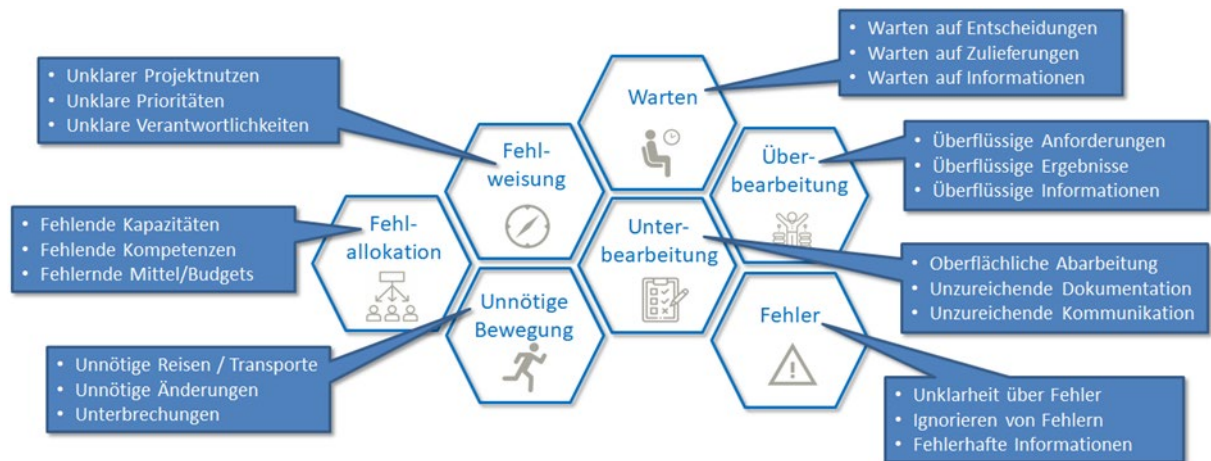 • Unklarer Projektnutzen
• Unklare Prioritäten
• Unklare Verantwortlichkeiten
• Warten auf Entscheidungen
• Warten auf Zulieferungen
• Warten auf Informationen
Warten
Fehl-
weisung
Über-
bearbeitung
• Überflüssige Anforderungen
• Überflüssige Ergebnisse
• Überflüssige Informationen
• Fehlende Kapazitäten
• Fehlende Kompetenzen
• Fehlernde Mittel/Budgets
Fehl-
allokation
Unter-
bearbeitung
• Oberflächliche Abarbeitung
• Unzureichende Dokumentation
• Unzureichende Kommunikation
Unnötige
Bewegung
Fehler
• Unnötige Reisen / Transporte
• Unnötige Änderungen
• Unterbrechungen
• Unklarheit über Fehler
• Ignorieren von Fehlern
• Fehlerhafte Informationen